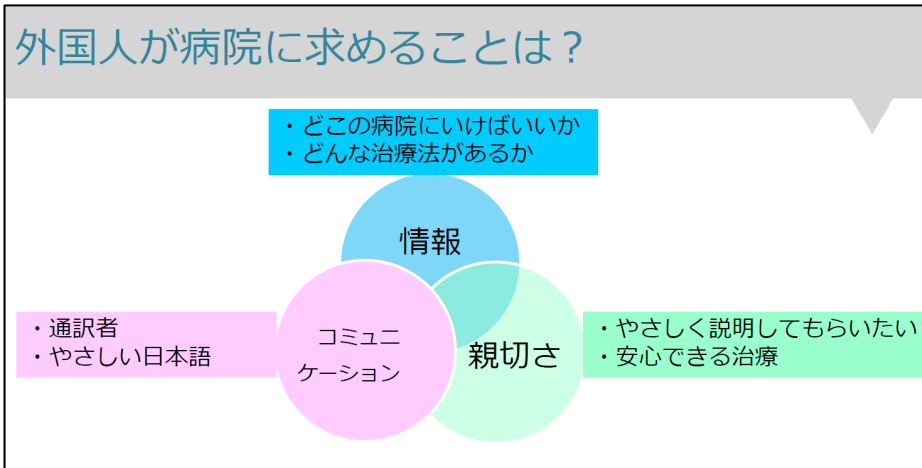 外国人が病院に求めることは？
・どこの病院にいけばいいか
・どんな治療法があるか
情報
・通訳者
・やさしい日本語
コミュニ
ケーション
親切さ
・やさしく説明してもらいたい
・安心できる治療